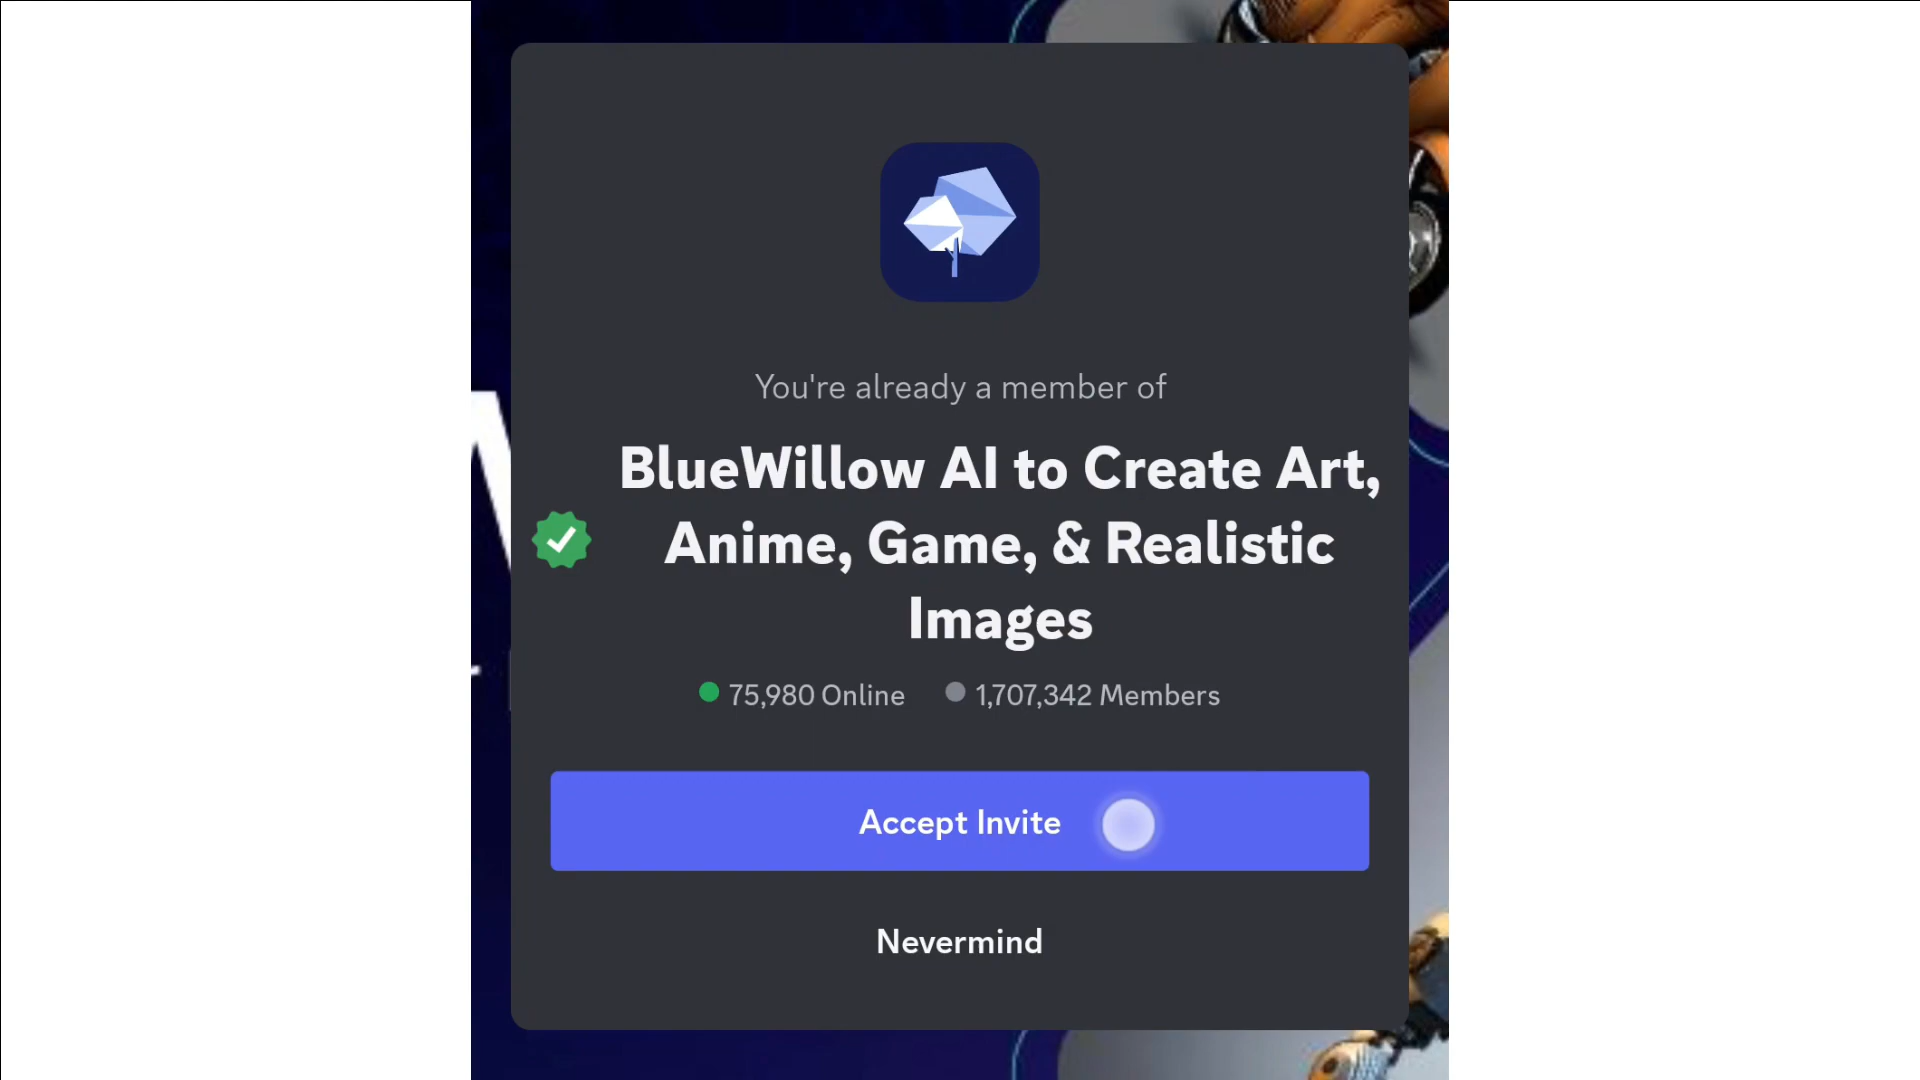 You're already a member of
BlueWillow AI to Create Art,
Anime, Game, & Realistic
Images
75,980 Online 1,707,342 Members
Accept Invite
Nevermind